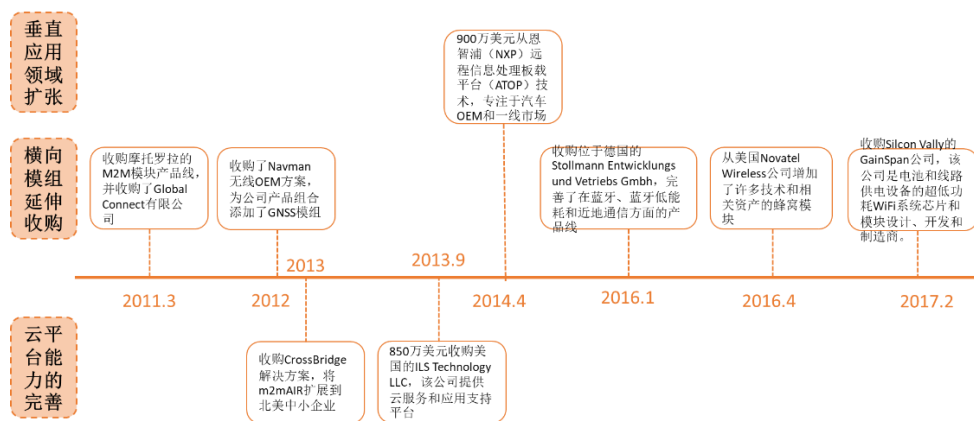 垂直
应用
领域
扩张
900万美元从恩
智浦（NXP）远
程信息处理板载
平台（ATOP）技
术，专注于汽车
OEM和一线市场
横向
模组
延伸
收购
收购摩托罗拉的
M2M模块产品线，
并收购了Global
Connect有限公
司
收购了Navman
无线OEM方案，
为公司产品组合
添加了GNSS模组
收购位于德国的
Stollmann Entwicklungs
und Vetriebs Gmbh，完
善了在蓝牙、蓝牙低能
耗和近地通信方面的产
品线
从美国Novatel
Wireless公司增加
了许多技术和相
关资产的蜂窝模
块
收购Silcon Vally的
GainSpan公司，该
公司是电池和线路
供电设备的超低功
耗WiFi系统芯片和
模块设计、开发和
制造商。
2013
2013.9
2011.3
2012
2014.4
2016.1
2016.4
2017.2
云平
台能
力的
完善
收购CrossBridge
解决方案，将
m2mAIR扩展到
北美中小企业
850万美元收购美
国的ILS Technology
LLC，该公司提供
云服务和应用支持
平台